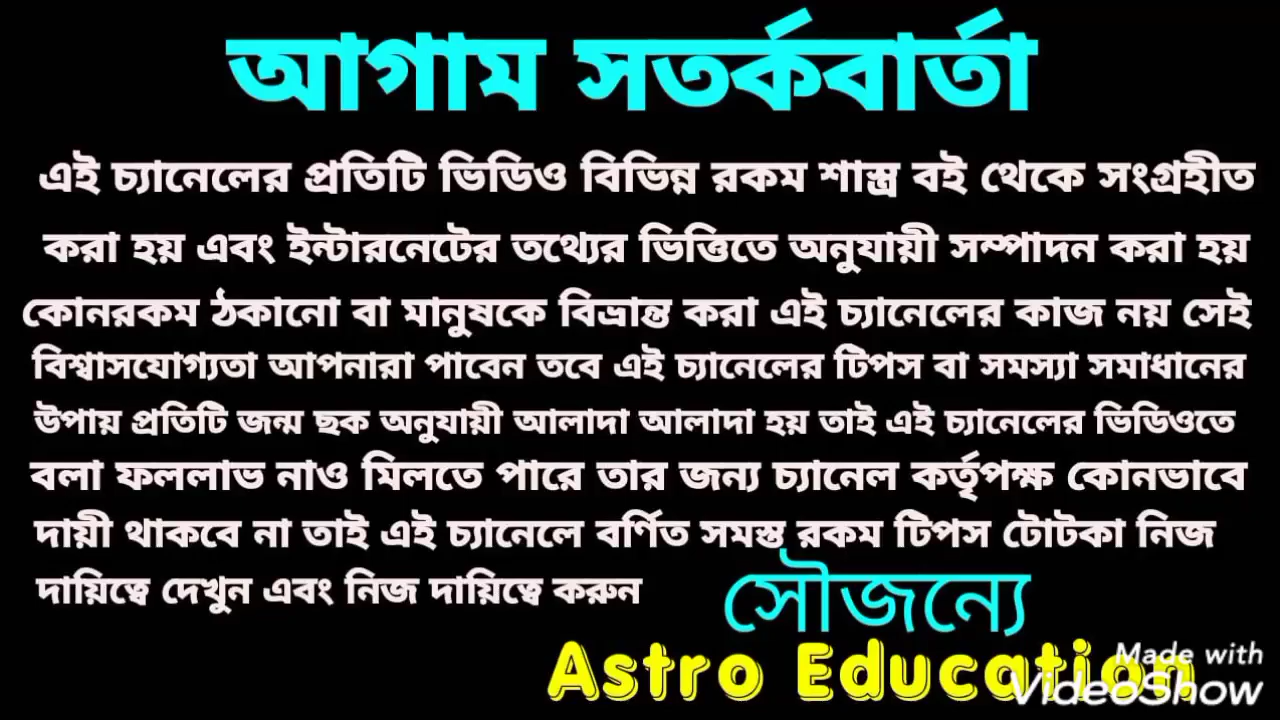 আগাম সতর্কবার্তা
এই চ্যানেলের প্রতিটি ভিডিও বিভিন্ন রকম শাস্ত্র বই থেকে সংগ্রহীত
করা হয় এবং ইন্টারনেটের তথ্যের ভিত্তিতে অনুযায়ী সম্পাদন করা হয়
কোনরকম ঠকানো বা মানুষকে বিভ্রান্ত করা এই চ্যানেলের কাজ নয় সেই
বিশ্বাসযোগ্যতা আপনারা পাবেন তবে এই চ্যানেলের টিপস বা সমস্যা সমাধানের
উপায় প্রতিটি জন্ম ছক অনুযায়ী আলাদা আলাদা হয় তাই এই চ্যানেলের ভিডিওতে
বলা ফললাভ নাও মিলতে পারে তার জন্য চ্যানেল কর্তৃপক্ষ কোনভাবে
দায়ী থাকবে না তাই এই চ্যানেলে বর্ণিত সমস্ত রকম টিপস টোটকা নিজ
দায়িত্বে দেখুন এবং নিজ দায়িত্বে করুন
সৌজন্যে
Astro Education
Made with
VideoShow